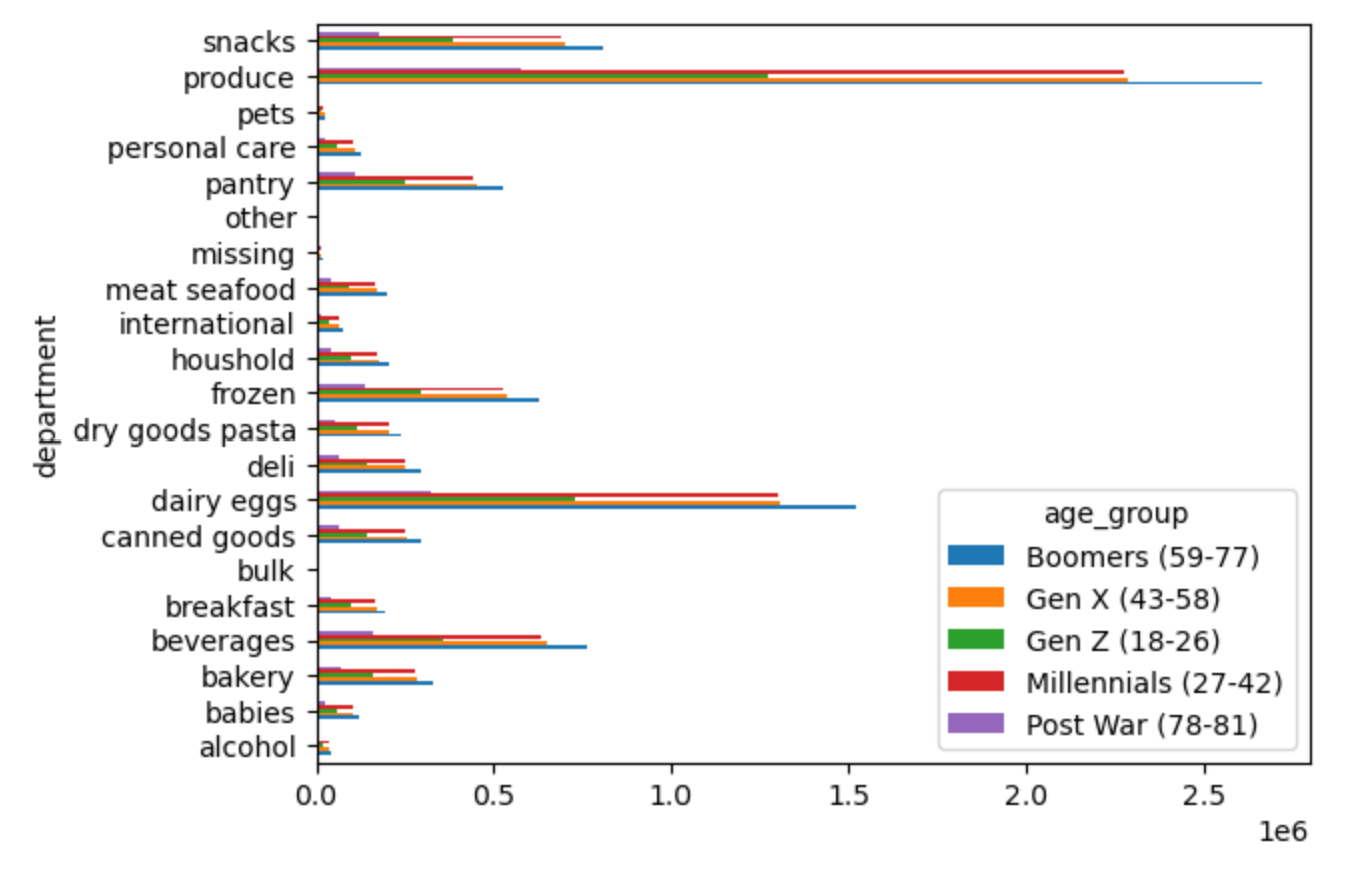 snacks
produce
pets
personal care
pantry
other
missing
meat seafood
international
houshold
frozen
dry goods pasta
deli
dairy eggs
canned goods
bulk
breakfast
beverages
bakery
babies
alcohol
department
0.0 0.5 1.0 1.5 2.0 2.5
1e6
age_group
Boomers (59-77)
Gen X (43-58)
Gen Z (18-26)
Millennials (27-42)
Post War (78-81)